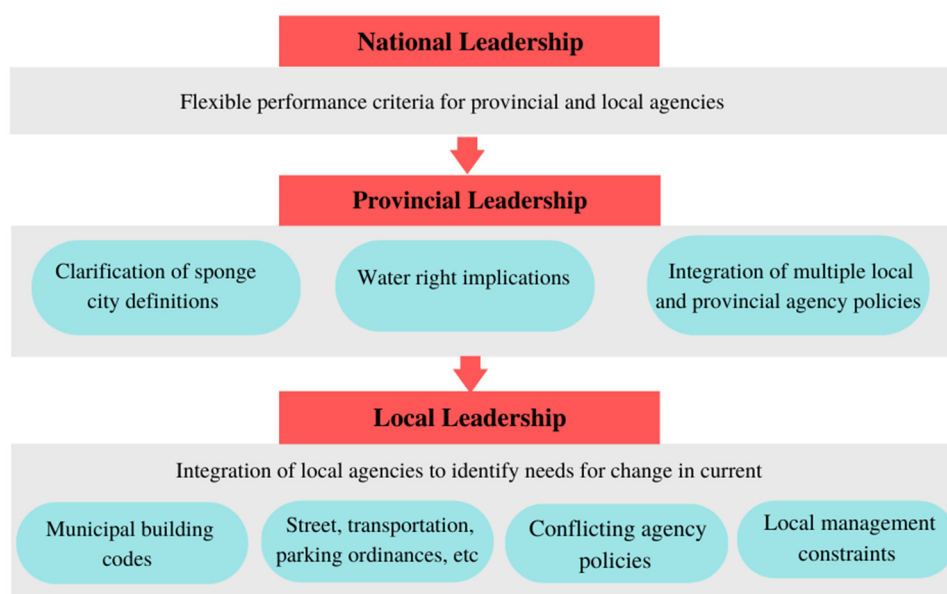 National Leadership
Flexible performance criteria for provincial and local agencies
Provincial Leadership
Clarification of sponge
city definitions
Water right implications
Integration of multiple local
and provincial agency policies
Local Leadership
Integration of local agencies to identify needs for change in current
Municipal building
codes
Street, transportation,
parking ordinances, etc
Conflicting agency
policies
Local management
constraints